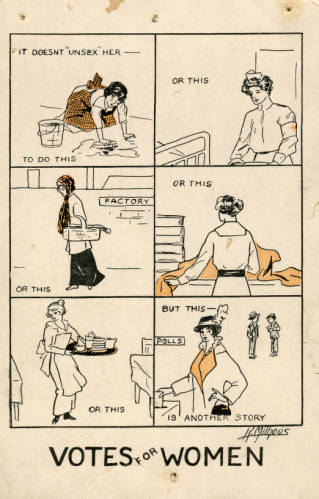 IT DOESNT "UNSEX" HER —
TO DO THIS
OR THIS
FACTORY
OR THIS
OR THIS
OR THIS
BUT THIS —
POLLS
IS ANOTHER STORY
VOTES FOR WOMEN